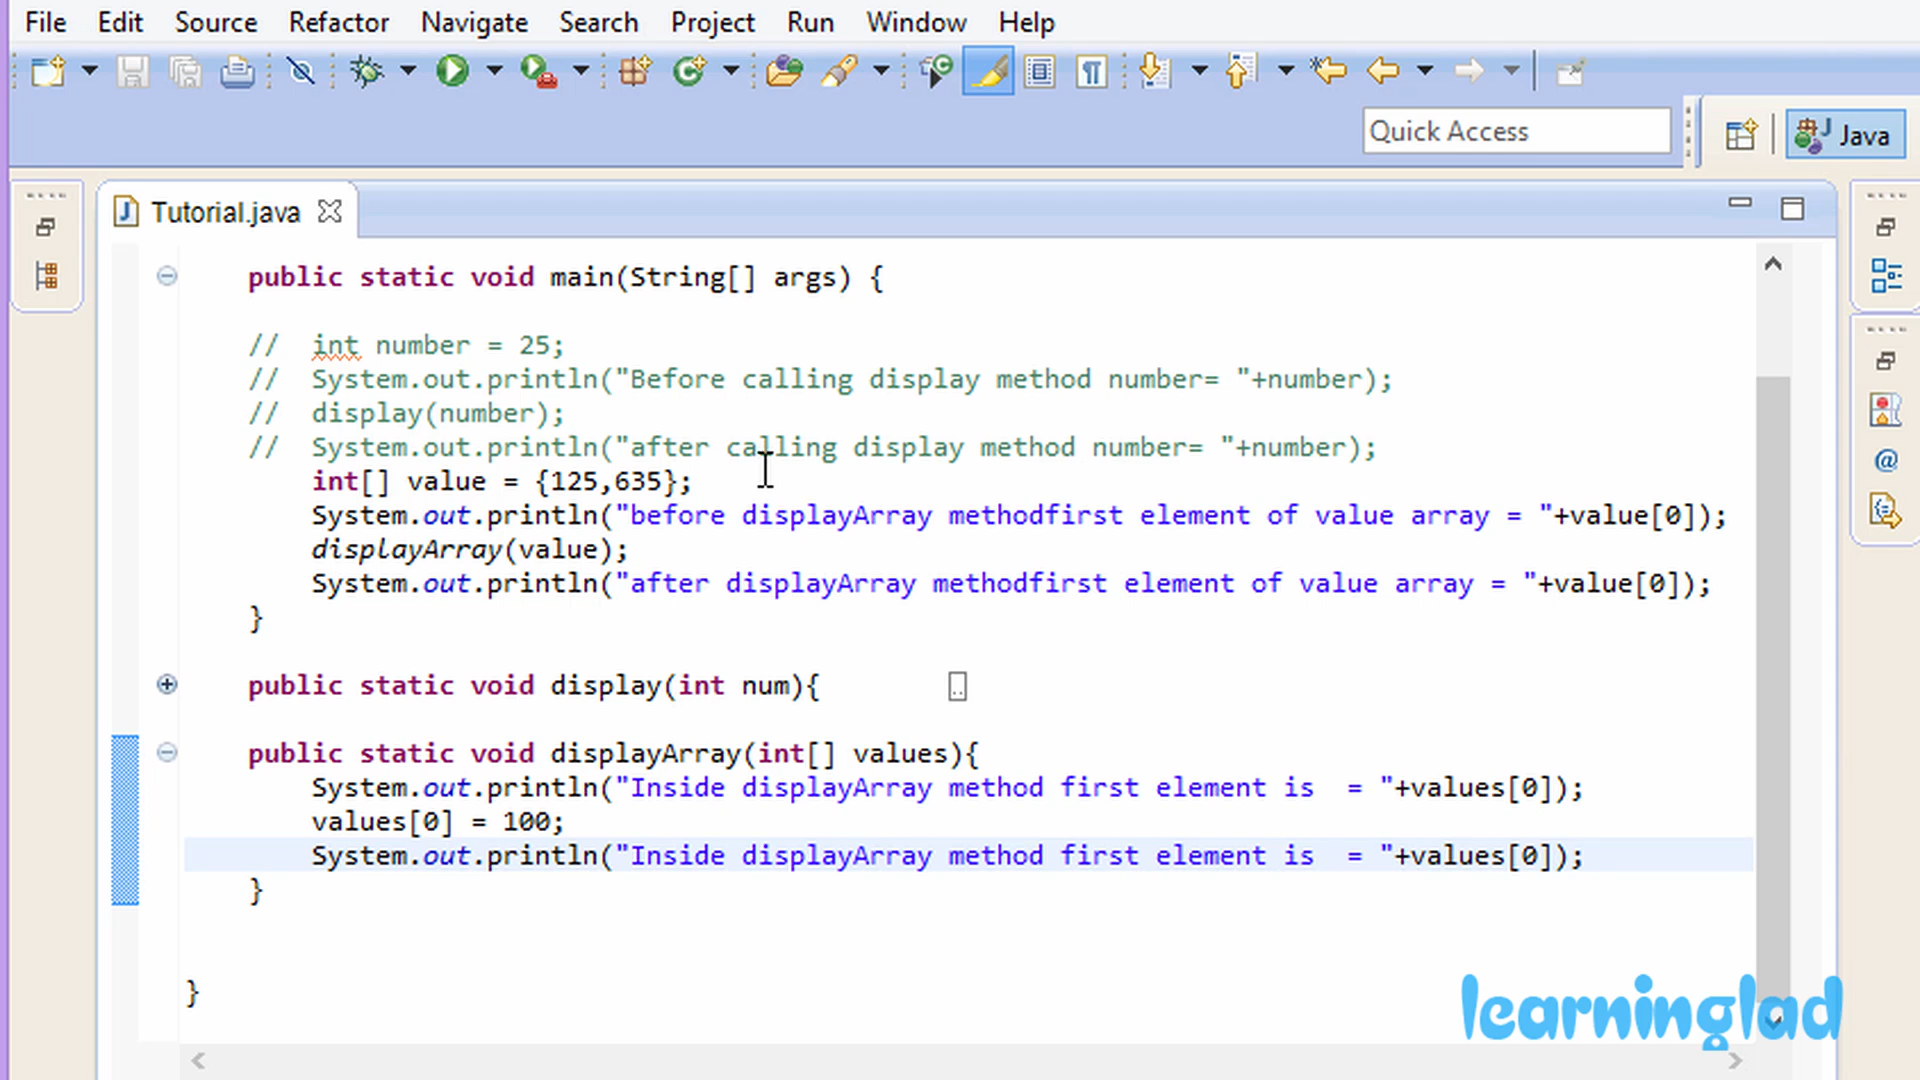 File Edit Source Refactor Navigate Search Project Run Window Help
Quick Access
Java
Tutorial.java
public static void main(String[] args) {
// int number = 25;
// System.out.println("Before calling display method number= "+number);
// display(number);
// System.out.println("after calling display method number= "+number);
int[] value = {125,635};
System.out.println("before displayArray methodfirst element of value array = "+value[0]);
displayArray(value);
System.out.println("after displayArray methodfirst element of value array = "+value[0]);
}
public static void display(int num){
public static void displayArray(int[] values){
System.out.println("Inside displayArray method first element is  = "+values[0]);
values[0] = 100;
System.out.println("Inside displayArray method first element is  = "+values[0]);
}
}
learninglad